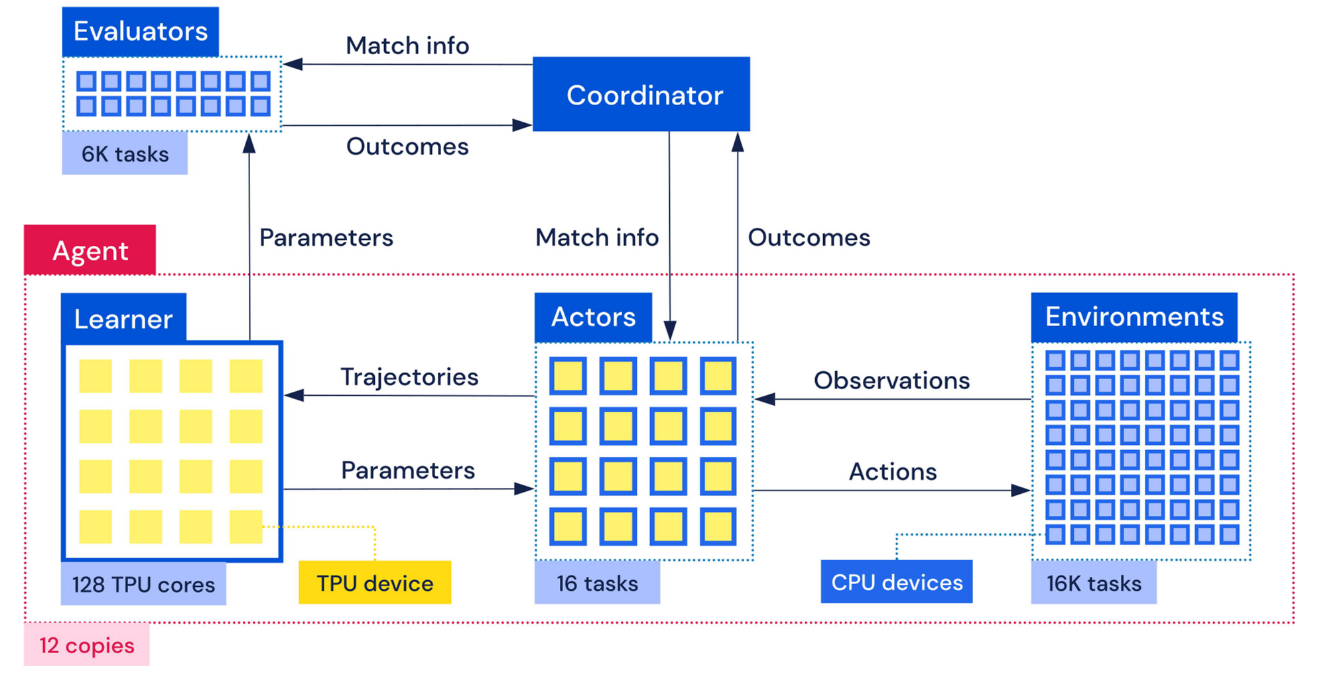 Evaluators
Match info
Coordinator
6K tasks
Outcomes
Parameters
Match info
Outcomes
Agent
Learner
Actors
Environments
Trajectories
Observations
Parameters
Actions
128 TPU cores
TPU device
16 tasks
CPU devices
16K tasks
12 copies